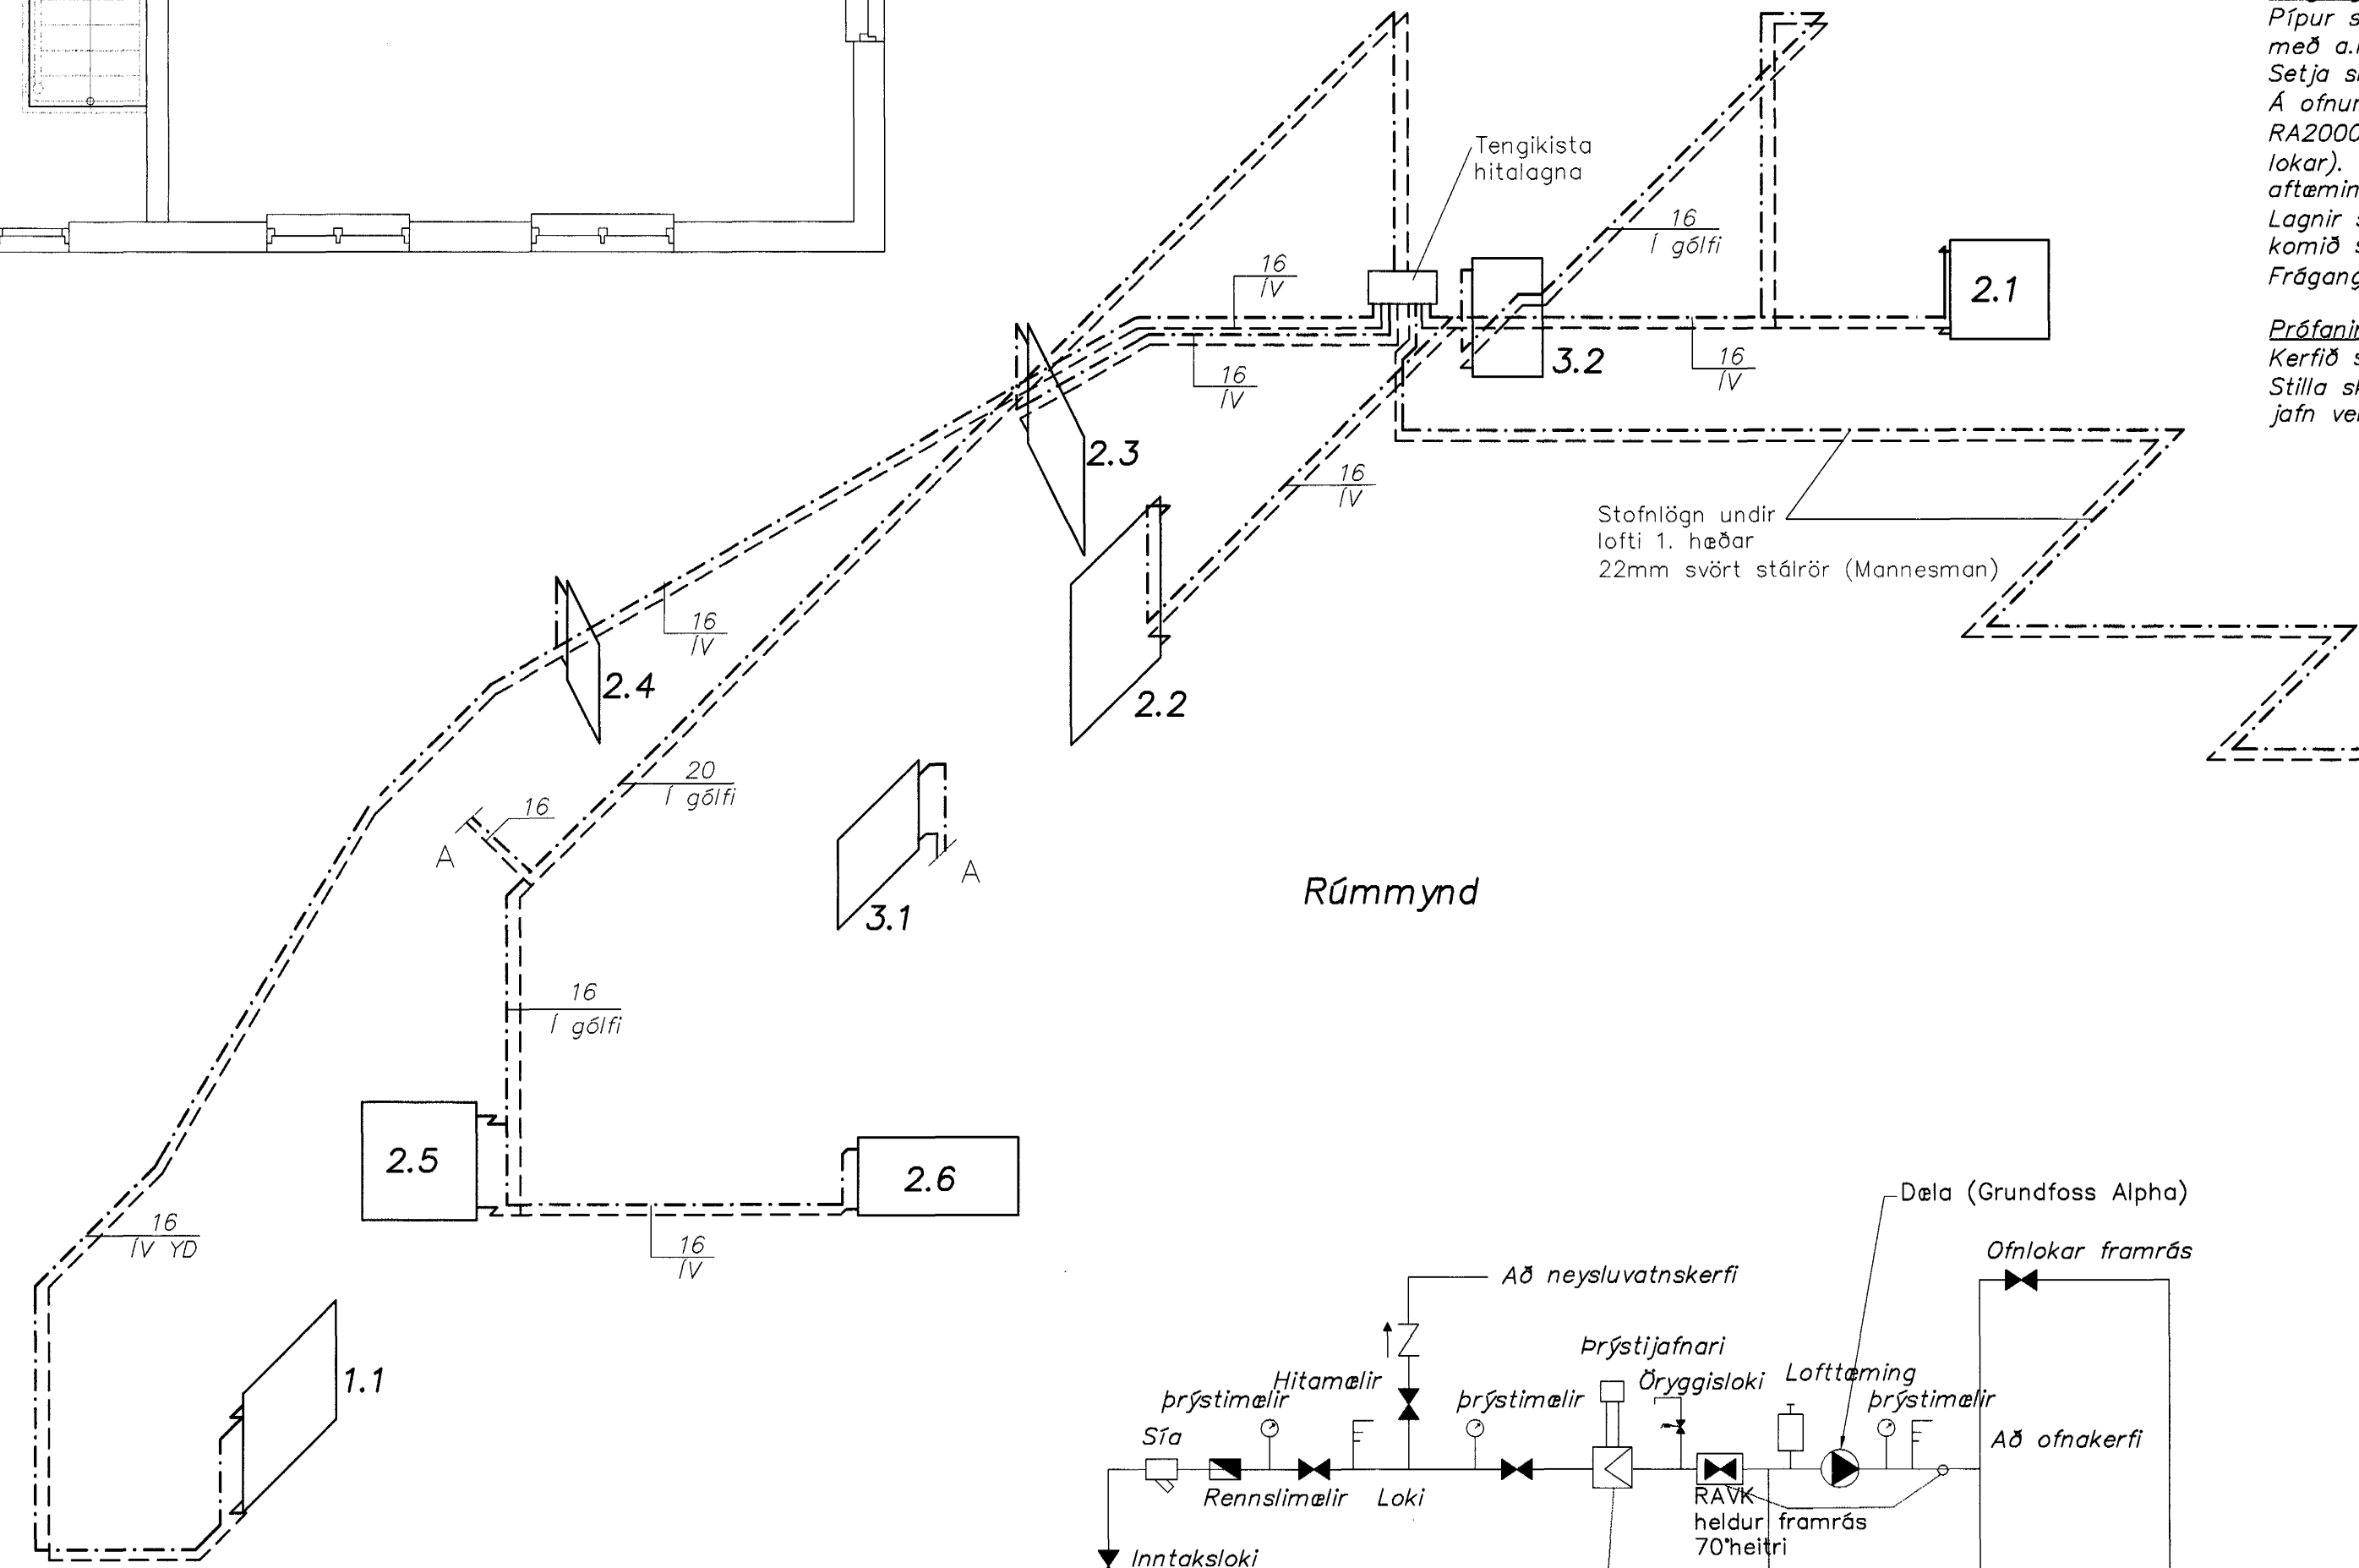 Pípur s
með a.
Setja s
Á ofnur
RA2000
lokar).
aftæmin
Lagnir s
komið s
Frágang
Prófanir
Kerfið s
Stilla sk
jafn ve
Tengikista
hitalagna
16
Í gólfi
16
ÍV
16
ÍV
16
ÍV
2.1
3.2
2.3
16
ÍV
Stofnlögn undir
lofti 1. hæðar
22mm svört stálrör (Mannesman)
16
ÍV
2.4
2.2
20
Í gólfi
16
A
A
3.1
Rúmmynd
16
Í gólfi
2.5
2.6
16
ÍV YD
16
ÍV
1.1
Dæla (Grundfoss Alpha)
Ofnlokar framrás
Að neysluvatnskerfi
Þrýstijafnari
Hitamælir
Öryggisloki
Lofttæming
þrýstimælir
þrýstimælir
þrýstimælir
Sía
Að ofnakerfi
Rennslimælir
Loki
RAVK
heldur framrás
70°heitri
Inntaksloki